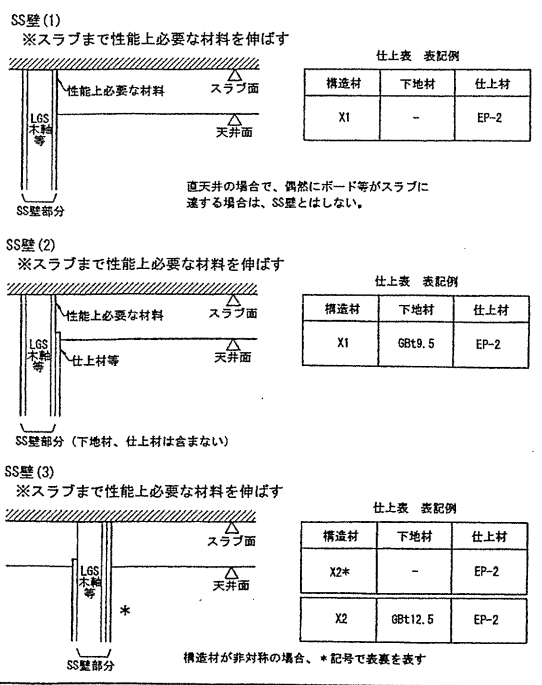 SS壁(1)
※スラブまで性能上必要な材料を伸ばす
仕上表 表記例
性能上必要な材料
スラブ面
LGS
木軸
等
天井面
SS壁部分
構造材 下地材 仕上材
X1 - EP-2
直天井の場合で、偶然にボード等がスラブに
達する場合は、SS壁とはしない。
SS壁(2)
※スラブまで性能上必要な材料を伸ばす
仕上表 表記例
性能上必要な材料
スラブ面
LGS
木軸
等
仕上材等
天井面
SS壁部分(下地材、仕上材は含まない)
構造材 下地材 仕上材
X1 GBt9.5 EP-2
SS壁(3)
※スラブまで性能上必要な材料を伸ばす
仕上表 表記例
スラブ面
LGS
木軸
等
天井面
*
SS壁部分
構造材 下地材 仕上材
X2* - EP-2
X2 GBt12.5 EP-2
構造材が非対称の場合、*記号で表裏を表す